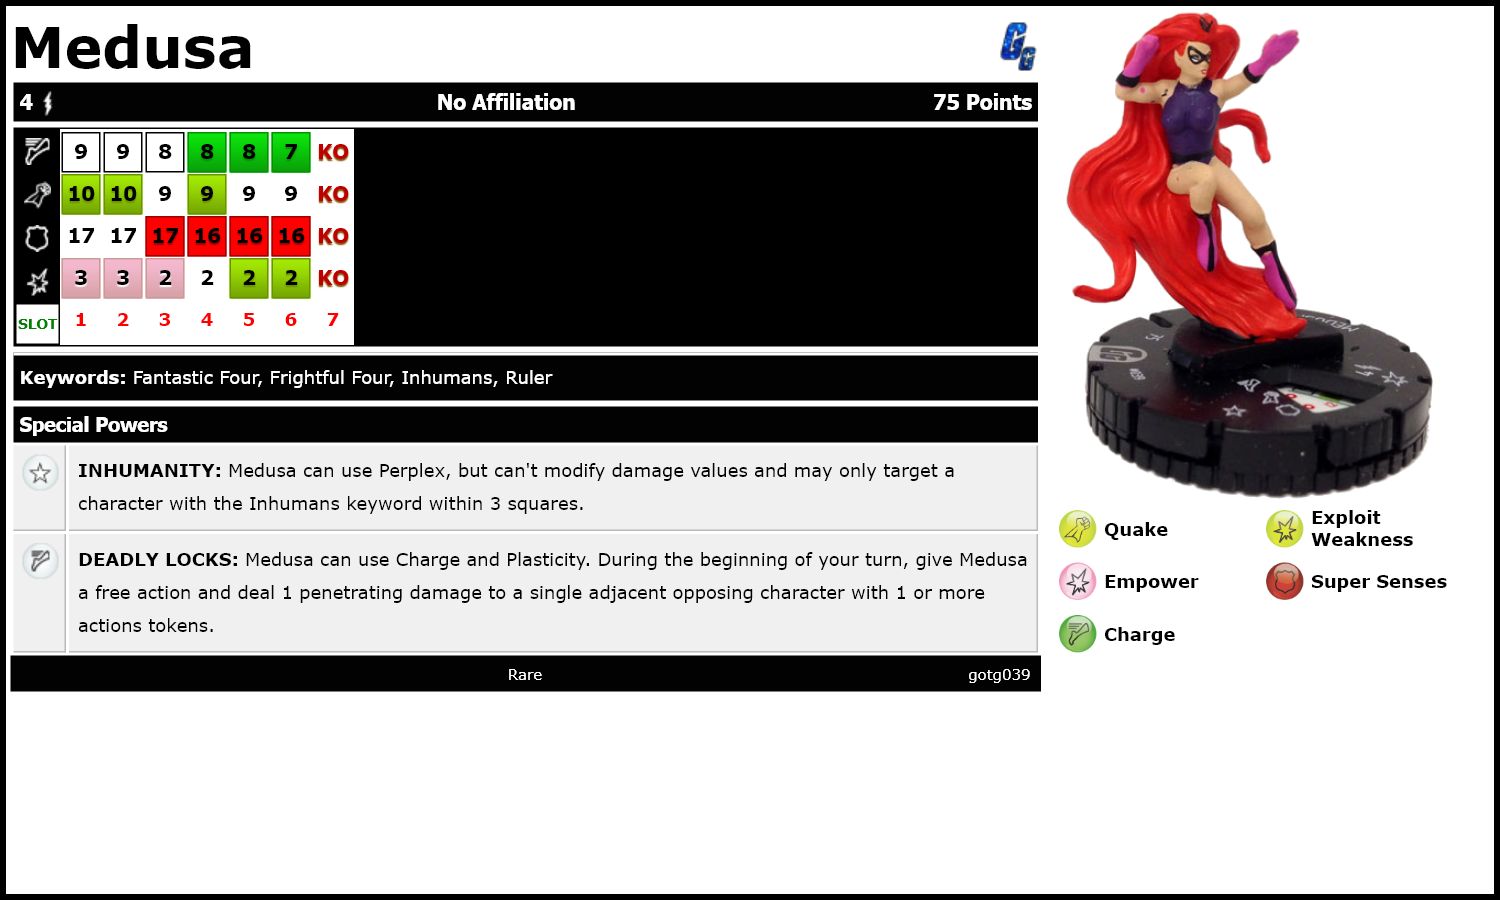 Medusa
GG
4 No Affiliation 75 Points
9 9 8 8 8 7 KO
10 10 9 9 9 9 KO
17 17 17 16 16 16 KO
3 3 2 2 2 2 KO
SLOT 1 2 3 4 5 6 7
Keywords: Fantastic Four, Frightful Four, Inhumans, Ruler
Special Powers
INHUMANITY: Medusa can use Perplex, but can't modify damage values and may only target a
character with the Inhumans keyword within 3 squares.
DEADLY LOCKS: Medusa can use Charge and Plasticity. During the beginning of your turn, give Medusa
a free action and deal 1 penetrating damage to a single adjacent opposing character with 1 or more
actions tokens.
Rare gotg039
MEDUSA
#039
Quake
Exploit
Weakness
Empower
Super Senses
Charge